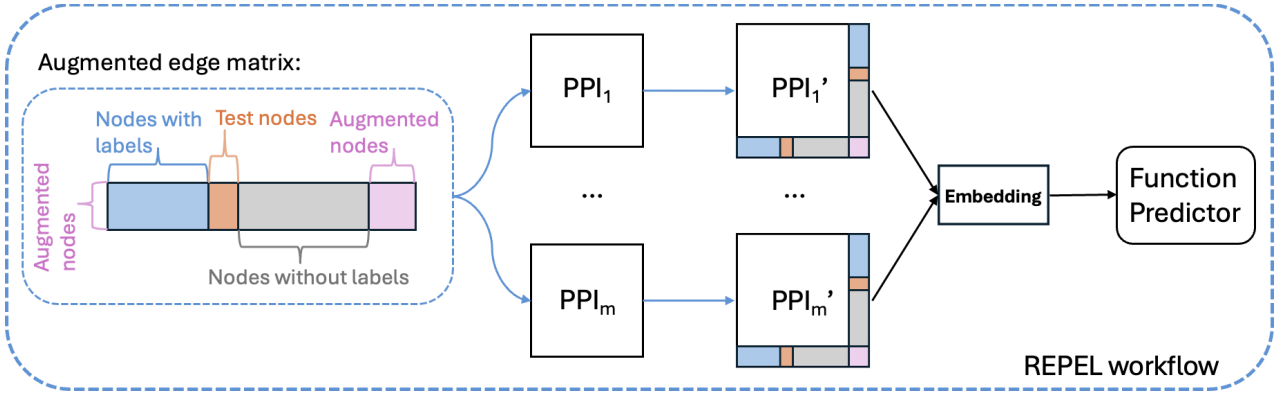 Augmented edge matrix:
Nodes with
labels
Test nodes
Augmented
nodes
Augmented
nodes
Nodes without labels
PPI₁
...
PPIₘ
PPI₁’
...
PPIₘ’
Embedding
Function
Predictor
REPEL workflow